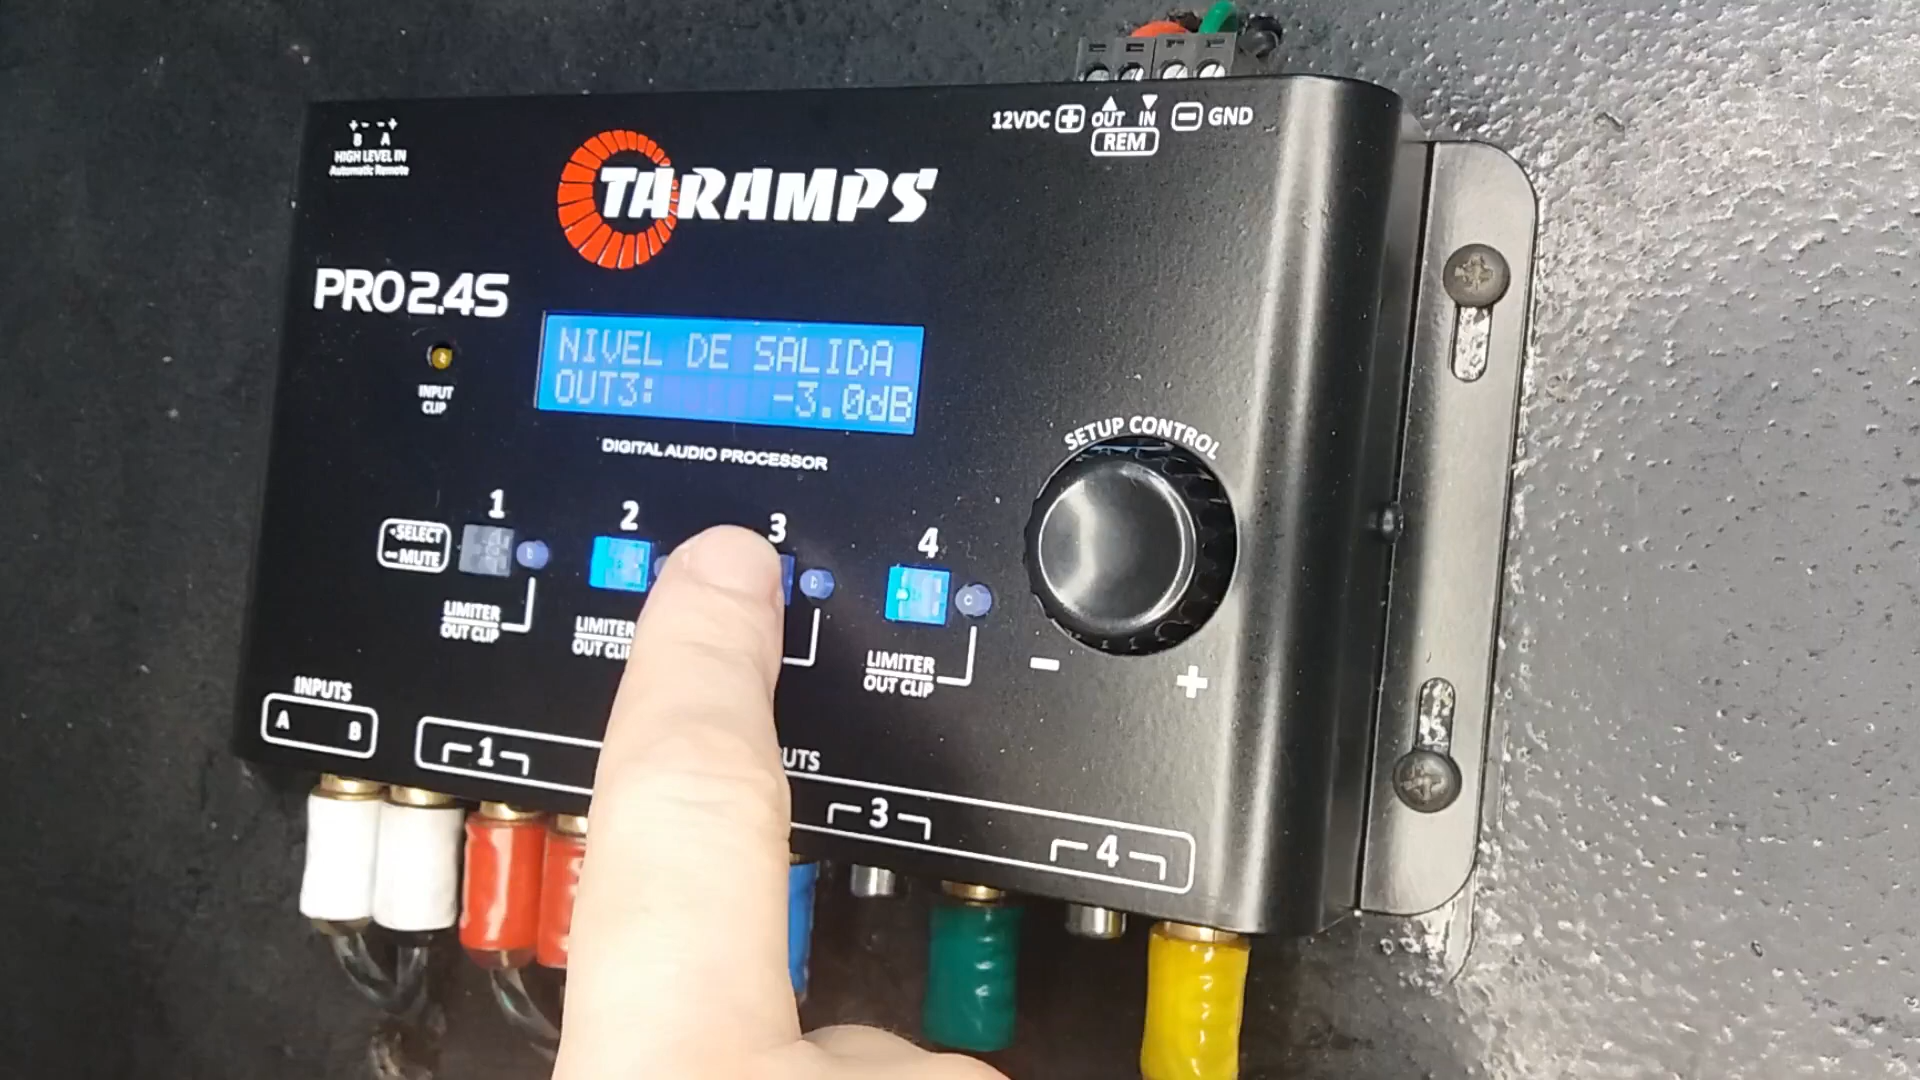 + - - +
B A
HIGH LEVEL IN
Automatic Remote
12VDC + OUT IN - GND
REM
TARAMPS
PRO2.4S
NIVEL DE SALIDA
OUT3: -3.0dB
INPUT
CLIP
DIGITAL AUDIO PROCESSOR
SETUP CONTROL
- +
1 2 3 4
SELECT
MUTE
LIMITER
OUT CLIP
LIMITER
OUT CLIP
LIMITER
OUT CLIP
INPUTS
A B
1 3 4